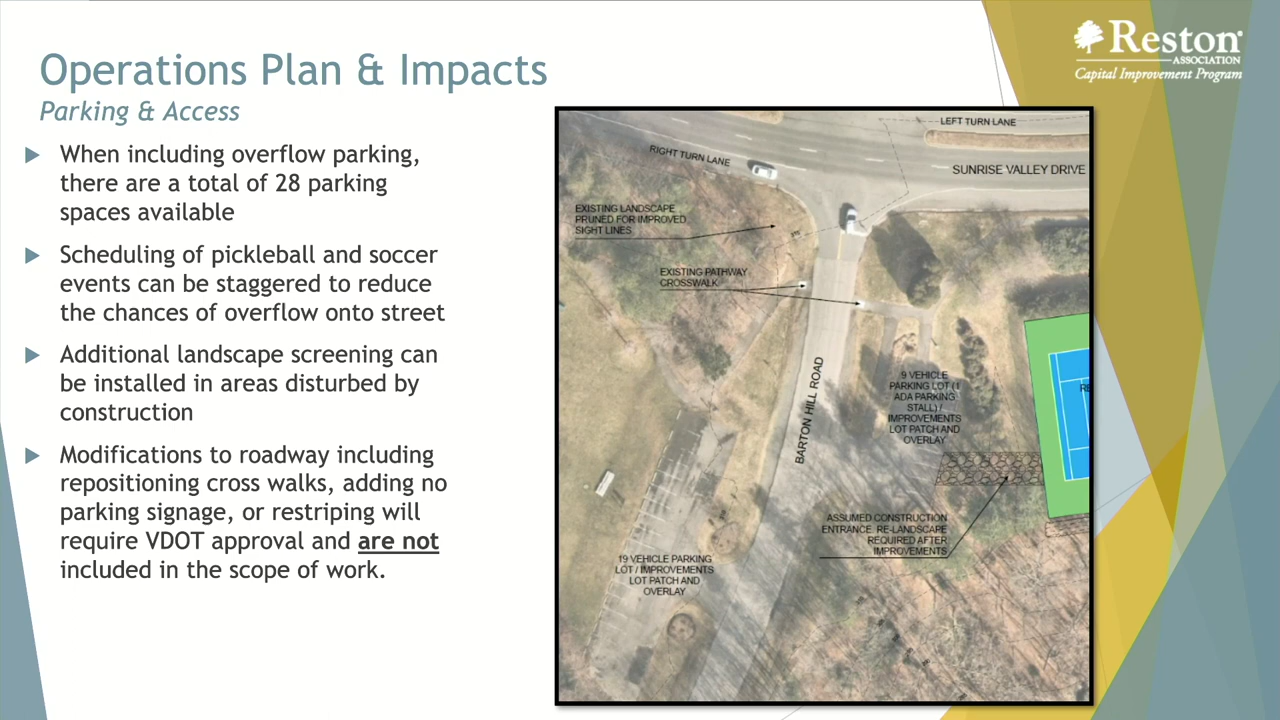 Operations Plan & Impacts
Parking & Access
When including overflow parking,
there are a total of 28 parking
spaces available
Scheduling of pickleball and soccer
events can be staggered to reduce
the chances of overflow onto street
Additional landscape screening can
be installed in areas disturbed by
construction
Modifications to roadway including
repositioning cross walks, adding no
parking signage, or restriping will
require VDOT approval and are not
included in the scope of work.
Reston
ASSOCIATION
Capital Improvement Program
LEFT TURN LANE
RIGHT TURN LANE
SUNRISE VALLEY DRIVE
EXISTING LANDSCAPE
PRUNED FOR IMPROVED
SIGHT LINES
EXISTING PATHWAY
CROSSWALK
BARTON HILL ROAD
9 VEHICLE
PARKING LOT (1
ADA PARKING
STALL) /
IMPROVEMENTS
LOT PATCH AND
OVERLAY
RE
ASSUMED CONSTRUCTION
ENTRANCE. RE-LANDSCAPE
REQUIRED AFTER
IMPROVEMENTS
19 VEHICLE PARKING
LOT / IMPROVEMENTS
LOT PATCH AND
OVERLAY